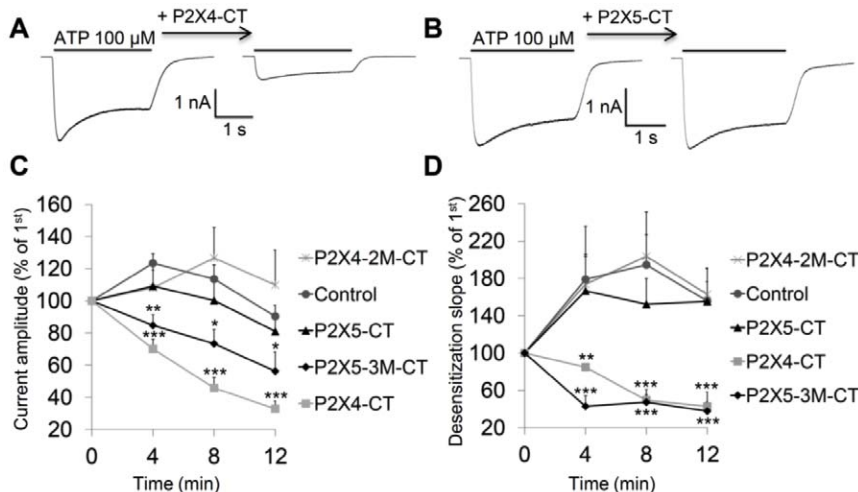 A
+ P2X4-CT
ATP 100 µM
1 nA
1 s
B
+ P2X5-CT
ATP 100 µM
1 nA
1 s
C
Current amplitude (% of 1st)
160
140
120
100
80
60
40
20
** 
***
*
***
*
***
0 4 8 12
Time (min)
P2X4-2M-CT
Control
P2X5-CT
P2X5-3M-CT
P2X4-CT
D
Desensitization slope (% of 1st)
260
220
180
140
100
60
20
**
***
***
***
***
***
0 4 8 12
Time (min)
P2X4-2M-CT
Control
P2X5-CT
P2X4-CT
P2X5-3M-CT